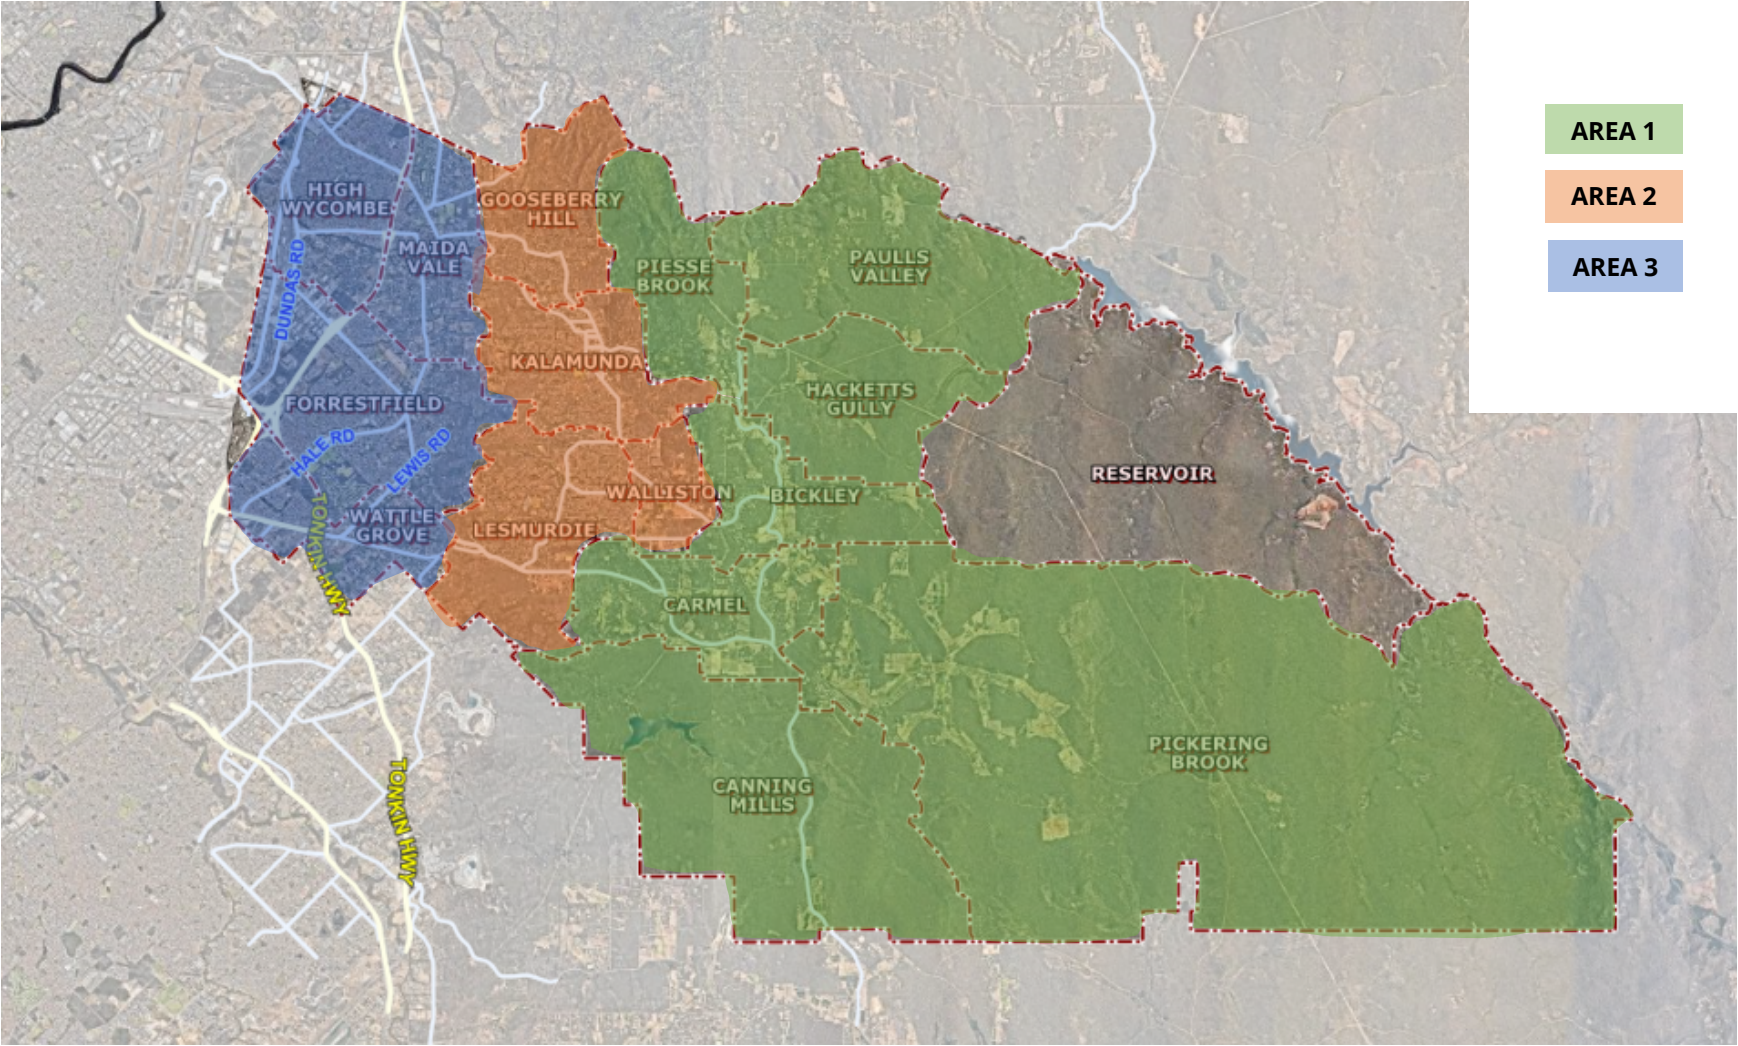 AREA 1
AREA 2
AREA 3
HIGH
WYCOMBE
GOOSEBERRY
HILL
MAIDA
VALE
DUNDAS RD
PIESSE
BROOK
PAULLS
VALLEY
KALAMUNDA
HACKETTS
GULLY
FORRESTFIELD
HALE RD
LEWIS RD
RESERVOIR
WALLISTON
BICKLEY
WATTLE
GROVE
LESMURDIE
TONKIN HWY
CARMEL
PICKERING
BROOK
CANNING
MILLS
TONKIN HWY